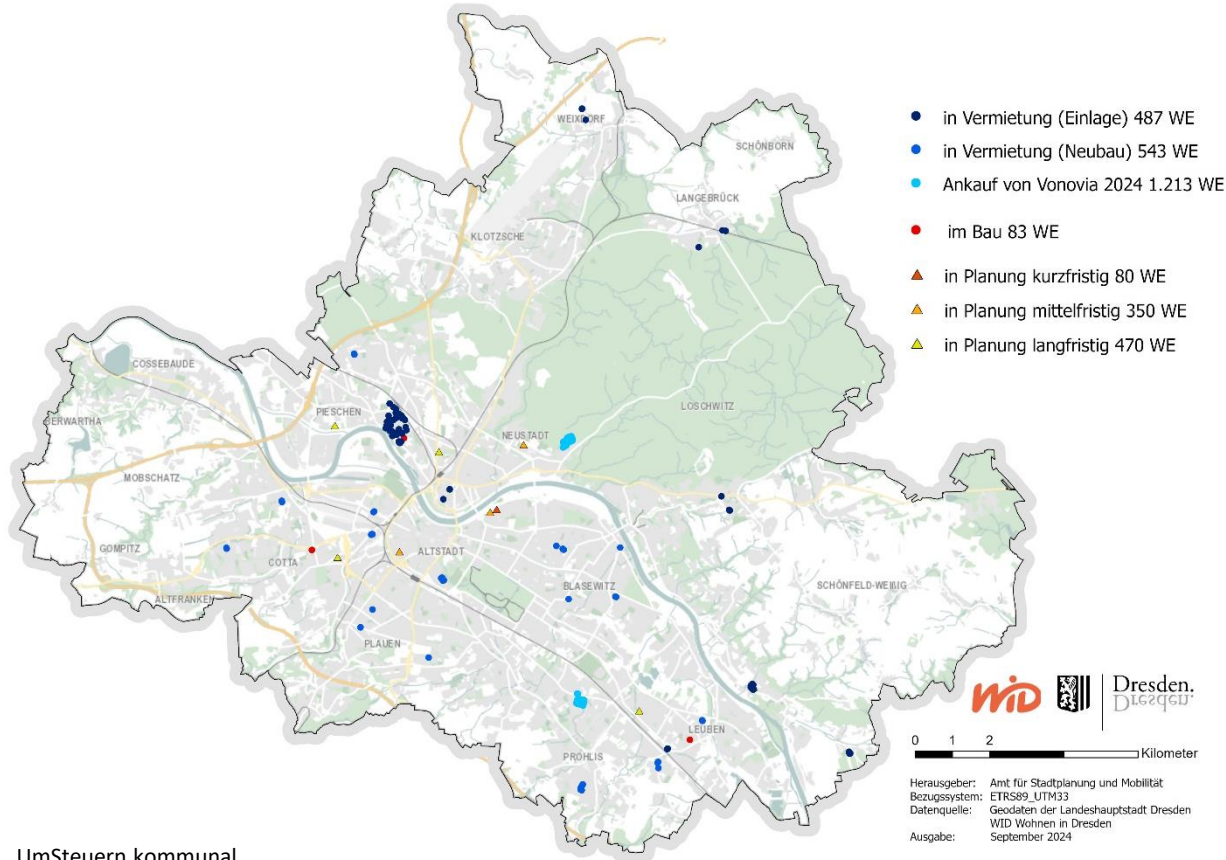 WEIXDORF
SCHÖNBORN
LANGEBRÜCK
KLOTZSCHE
COSSEBAUDE
PIESCHEN
LOSCHWITZ
BERWARTHA
NEUSTADT
MOBSCHATZ
GOMPITZ
COTTA
ALTSTADT
BLASEWITZ
SCHÖNFELD-WEIßIG
ALTFRANKEN
PLAUEN
LEUBEN
PROHLIS
in Vermietung (Einlage) 487 WE
in Vermietung (Neubau) 543 WE
Ankauf von Vonovia 2024 1.213 WE
im Bau 83 WE
in Planung kurzfristig 80 WE
in Planung mittelfristig 350 WE
in Planung langfristig 470 WE
WiD
Dresden.
Dresden.
0 1 2
Kilometer
Herausgeber: Amt für Stadtplanung und Mobilität
Bezugssystem: ETRS89_UTM33
Datenquelle: Geodaten der Landeshauptstadt Dresden
WID Wohnen in Dresden
Ausgabe: September 2024
UmSteuern kommunal